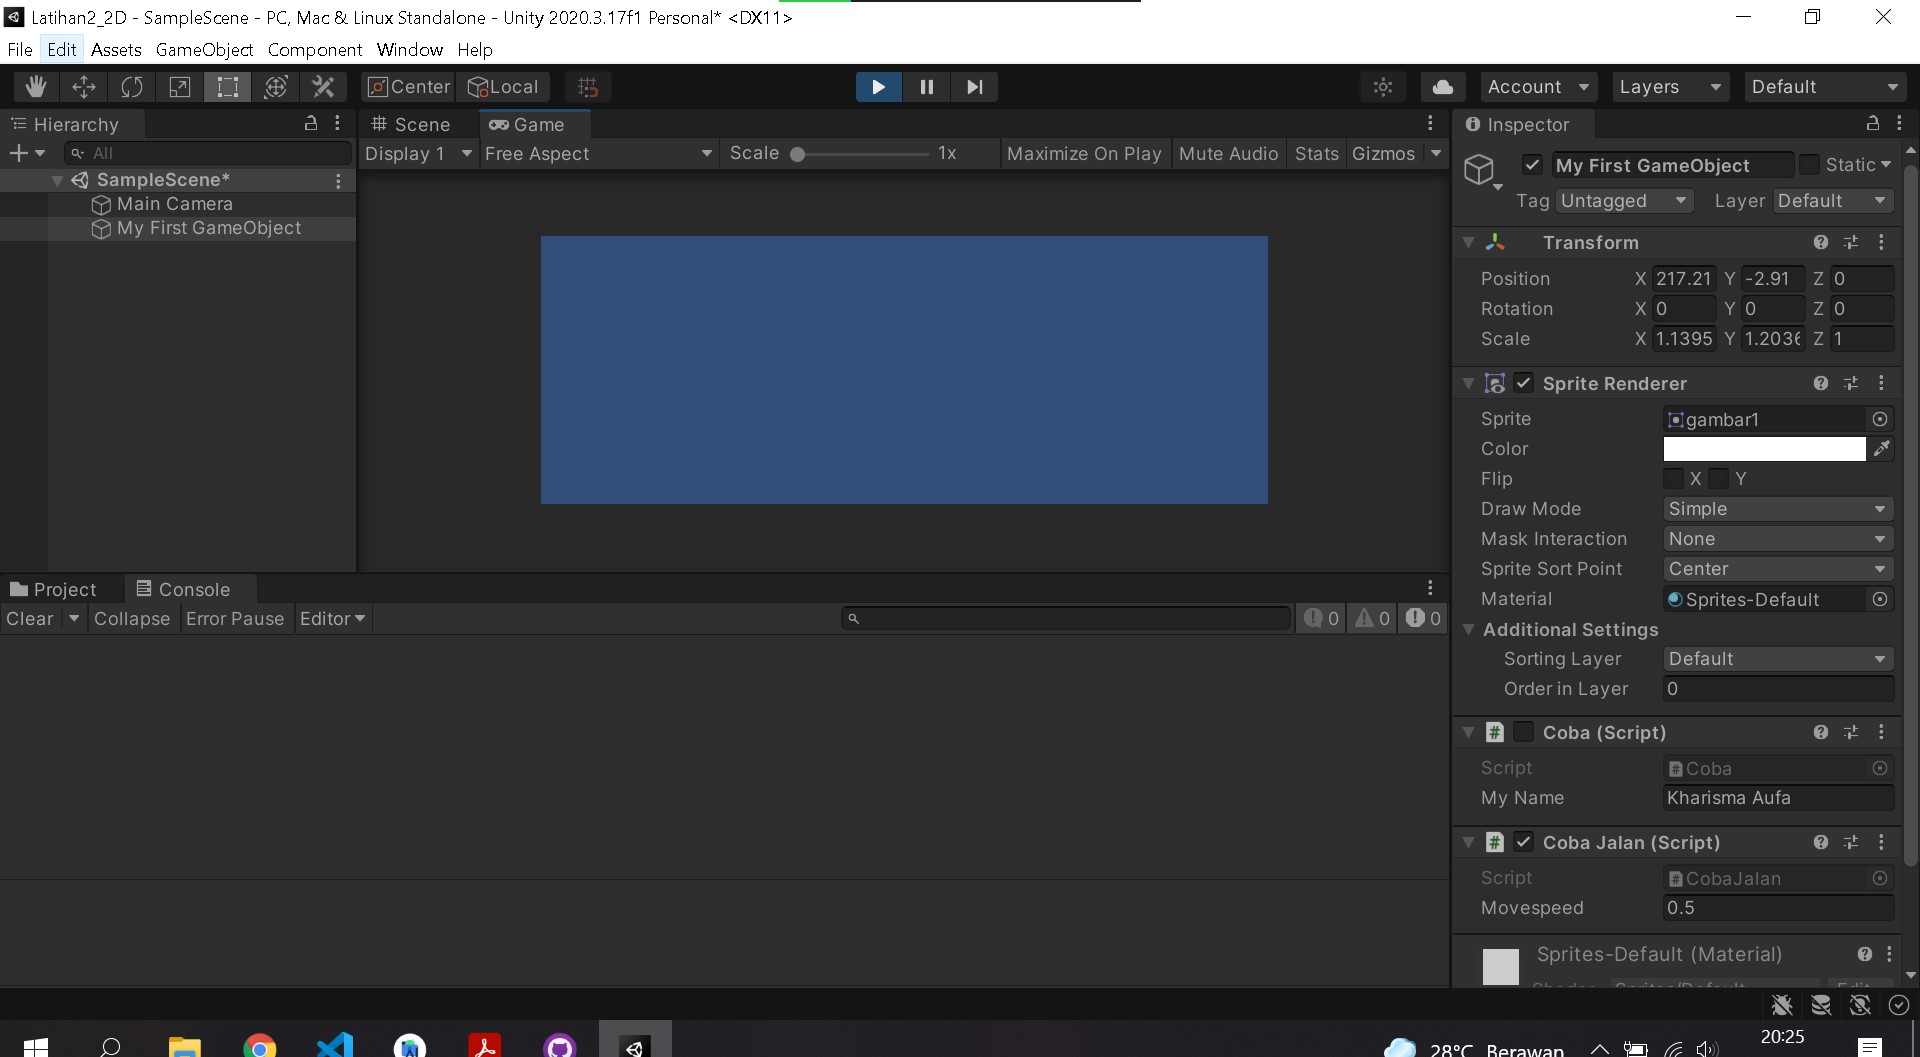 Latihan2_2D - SampleScene - PC, Mac & Linux Standalone - Unity 2020.3.17f1 Personal* <DX11>
File Edit Assets GameObject Component Window Help
Center Local Account Layers Default
Hierarchy
All
SampleScene*
Main Camera
My First GameObject
Scene Game
Display 1 Free Aspect Scale 1x Maximize On Play Mute Audio Stats Gizmos
Project Console
Clear Collapse Error Pause Editor 0 0 0
Inspector
My First GameObject Static
Tag Untagged Layer Default
Transform
Position X 217.21 Y -2.91 Z 0
Rotation X 0 Y 0 Z 0
Scale X 1.1395 Y 1.2036 Z 1
Sprite Renderer
Sprite gambar1
Color
Flip X Y
Draw Mode Simple
Mask Interaction None
Sprite Sort Point Center
Material Sprites-Default
Additional Settings
Sorting Layer Default
Order in Layer 0
# Coba (Script)
Script # Coba
My Name Kharisma Aufa
# Coba Jalan (Script)
Script # CobaJalan
Movespeed 0.5
Sprites-Default (Material)
Shader Sprites/Default Edit
28°C Berawan 20:25